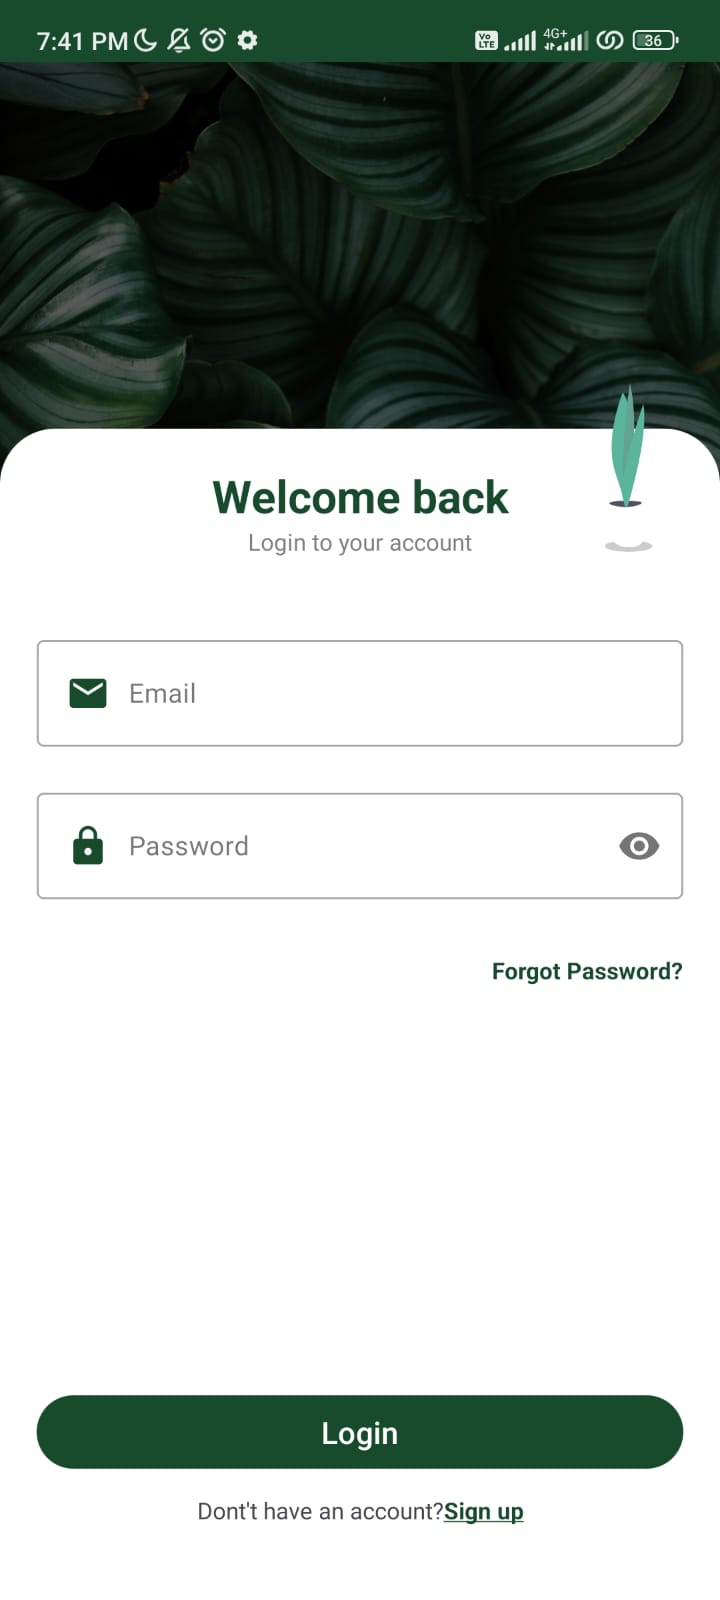 7:41 PM Vo LTE 4G+ 36
Welcome back
Login to your account
Email
Password
Forgot Password?
Login
Dont't have an account?Sign up